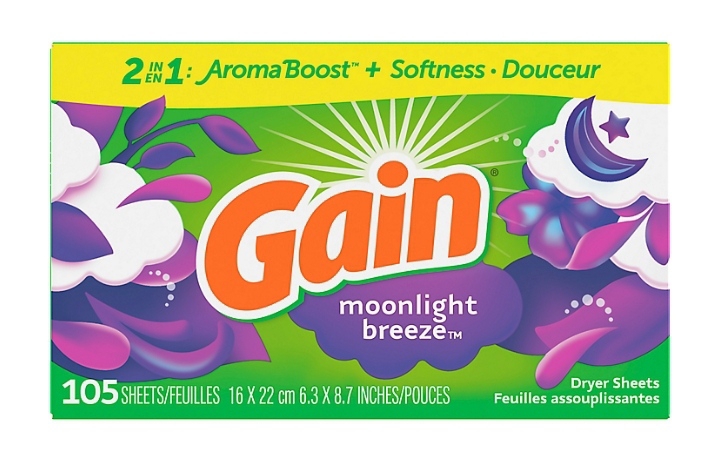 2 IN EN 1: AromaBoost™ + Softness • Douceur
Gain®
moonlight
breeze™
105 SHEETS/FEUILLES 16 X 22 cm 6.3 X 8.7 INCHES/POUCES
Dryer Sheets
Feuilles assouplissantes